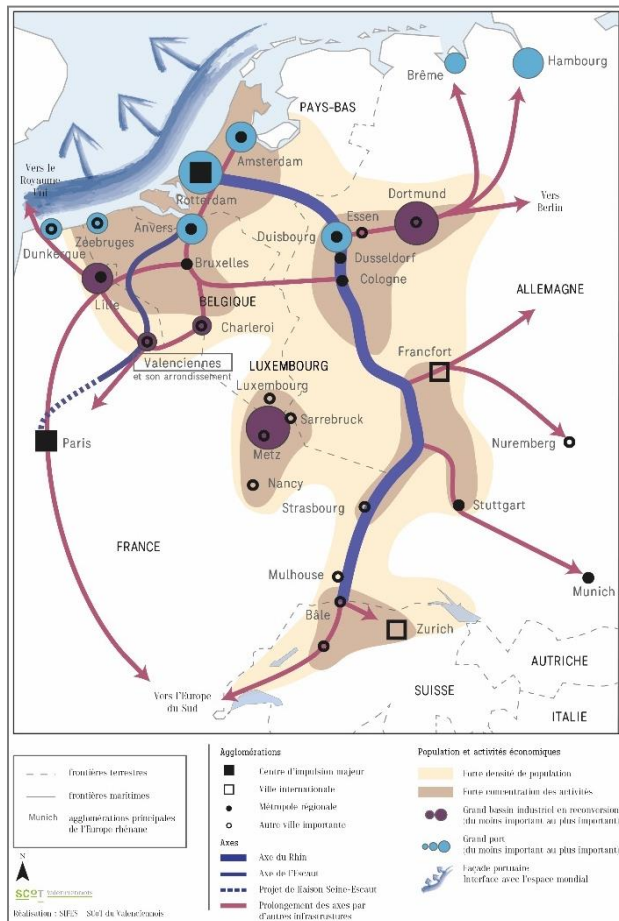 Brême
Hambourg
PAYS-BAS
Amsterdam
Vers le
Royaume
Uni
Rotterdam
Dortmund
Essen
Vers
Berlin
Zeebruges
Anvers
Duisbourg
Dunkerque
Bruxelles
Dusseldorf
Cologne
Lille
BELGIQUE
ALLEMAGNE
Charleroi
Valenciennes
et son arrondissement
LUXEMBOURG
Francfort
Luxembourg
Sarrebruck
Paris
Metz
Nuremberg
Nancy
Strasbourg
Stuttgart
FRANCE
Mulhouse
Munich
Bâle
Zurich
AUTRICHE
Vers l'Europe
du Sud
SUISSE
ITALIE
frontières terrestres
frontières maritimes
Munich
agglomérations principales
de l'Europe rhénane
N
SCOT
Réalisation : SIPES - SCoT du Valenciennois
Agglomérations
Centre d'impulsion majeur
Ville internationale
Métropole régionale
Autre ville importante
Axes
Axe du Rhin
Axe de l'Escaut
Projet de liaison Seine-Escaut
Prolongement des axes par
d'autres infrastrustures
Population et activités économiques
Forte densité de population
Forte concentration des activités
Grand bassin industriel en reconversion
(du moins important au plus important)
Grand port
(du moins important au plus important)
Façade portuaire
Interface avec l'espace mondial